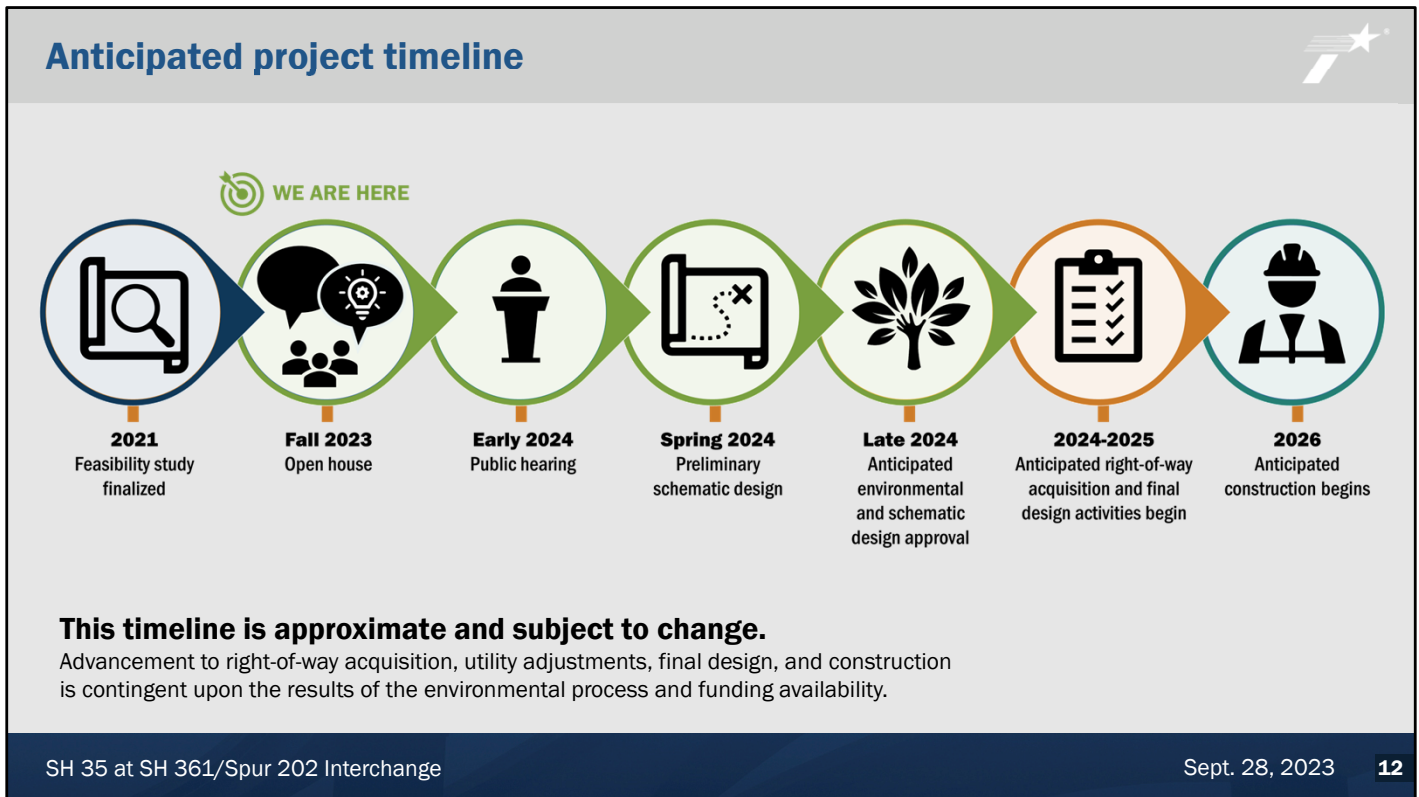 Anticipated project timeline
WE ARE HERE
2021
Feasibility study
finalized
Fall 2023
Open house
Early 2024
Public hearing
Spring 2024
Preliminary
schematic design
Late 2024
Anticipated
environmental
and schematic
design approval
2024-2025
Anticipated right-of-way
acquisition and final
design activities begin
2026
Anticipated
construction begins
This timeline is approximate and subject to change.
Advancement to right-of-way acquisition, utility adjustments, final design, and construction
is contingent upon the results of the environmental process and funding availability.
SH 35 at SH 361/Spur 202 Interchange
Sept. 28, 2023
12